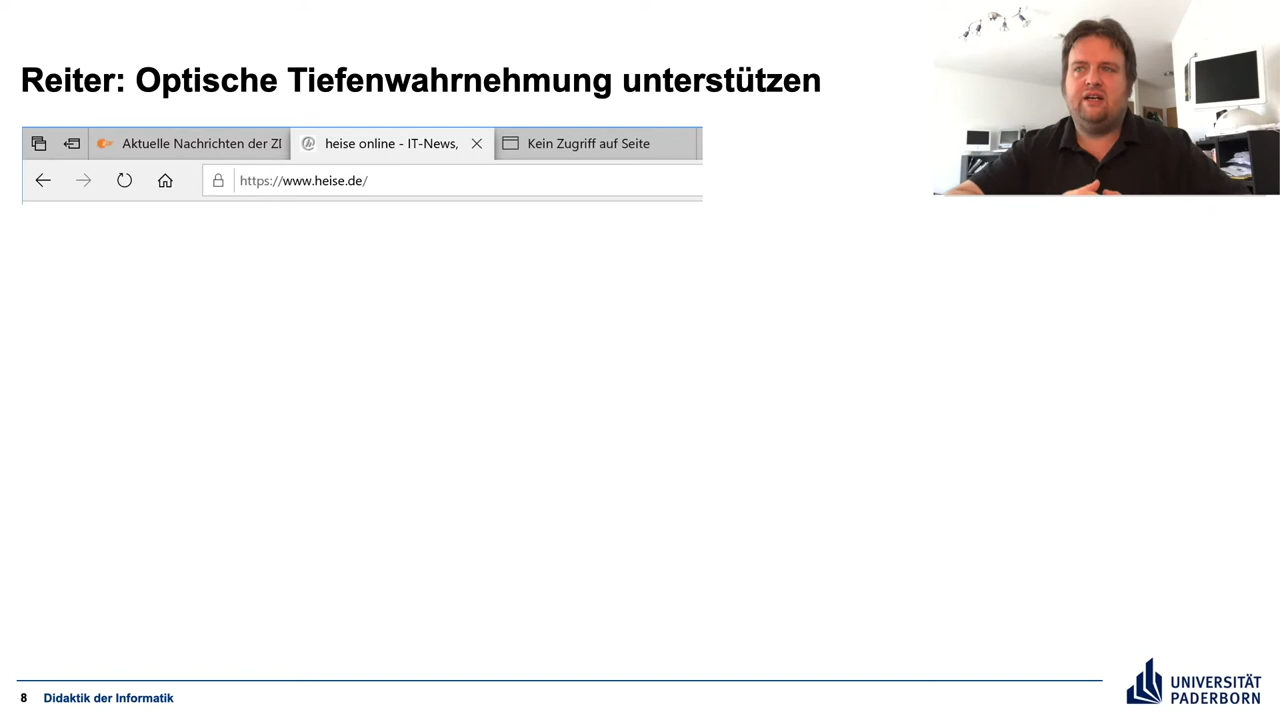 Reiter: Optische Tiefenwahrnehmung unterstützen
Aktuelle Nachrichten der ZD
heise online - IT-News,
Kein Zugriff auf Seite
https://www.heise.de/
8 Didaktik der Informatik
UNIVERSITÄT
PADERBORN